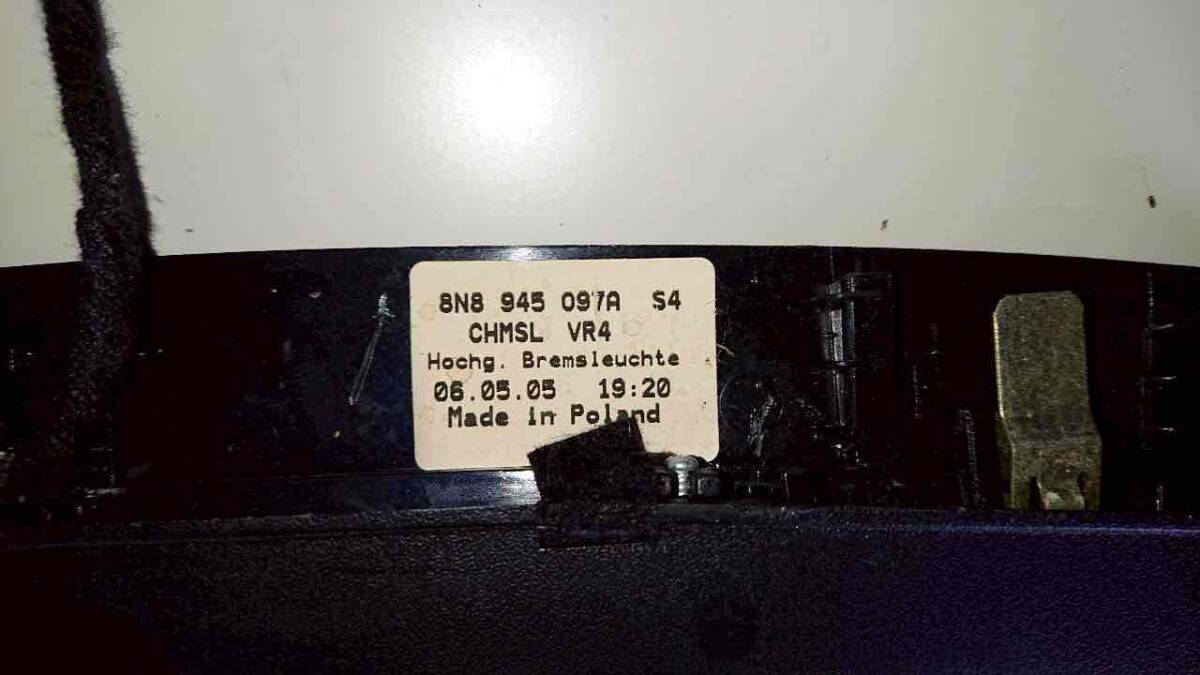 8N8 945 097A S4
CHMSL VR4
Hochg. Bremsleuchte
06.05.05 19:20
Made in Poland